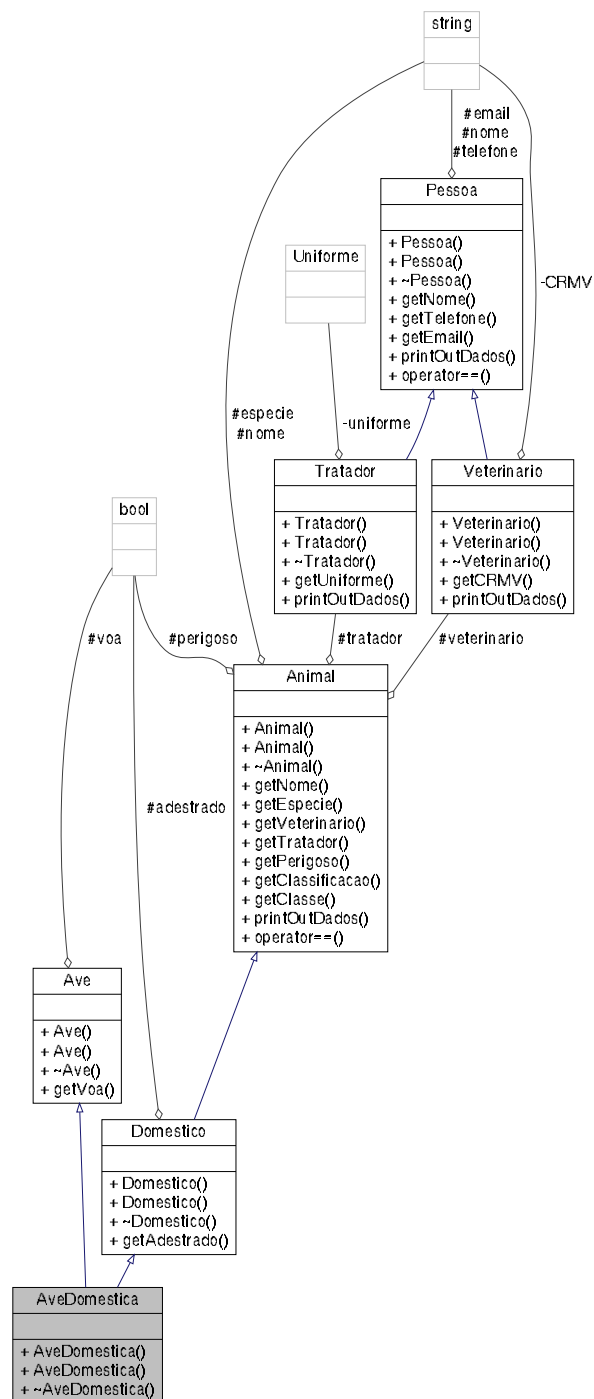 string
#email
#nome
#telefone
Pessoa
+ Pessoa()
+ Pessoa()
+ ~Pessoa()
+ getNome()
+ getTelefone()
+ getEmail()
+ printOutDados()
+ operator==()
Uniforme
-CRMV
#especie
#nome
-uniforme
Tratador
+ Tratador()
+ Tratador()
+ ~Tratador()
+ getUniforme()
+ printOutDados()
Veterinario
+ Veterinario()
+ Veterinario()
+ ~Veterinario()
+ getCRMV()
+ printOutDados()
bool
#voa
#perigoso
#tratador
#veterinario
Animal
+ Animal()
+ Animal()
+ ~Animal()
+ getNome()
+ getEspecie()
+ getVeterinario()
+ getTratador()
+ getPerigoso()
+ getClassificacao()
+ getClasse()
+ printOutDados()
+ operator==()
#adestrado
Ave
+ Ave()
+ Ave()
+ ~Ave()
+ getVoa()
Domestico
+ Domestico()
+ Domestico()
+ ~Domestico()
+ getAdestrado()
AveDomestica
+ AveDomestica()
+ AveDomestica()
+ ~AveDomestica()